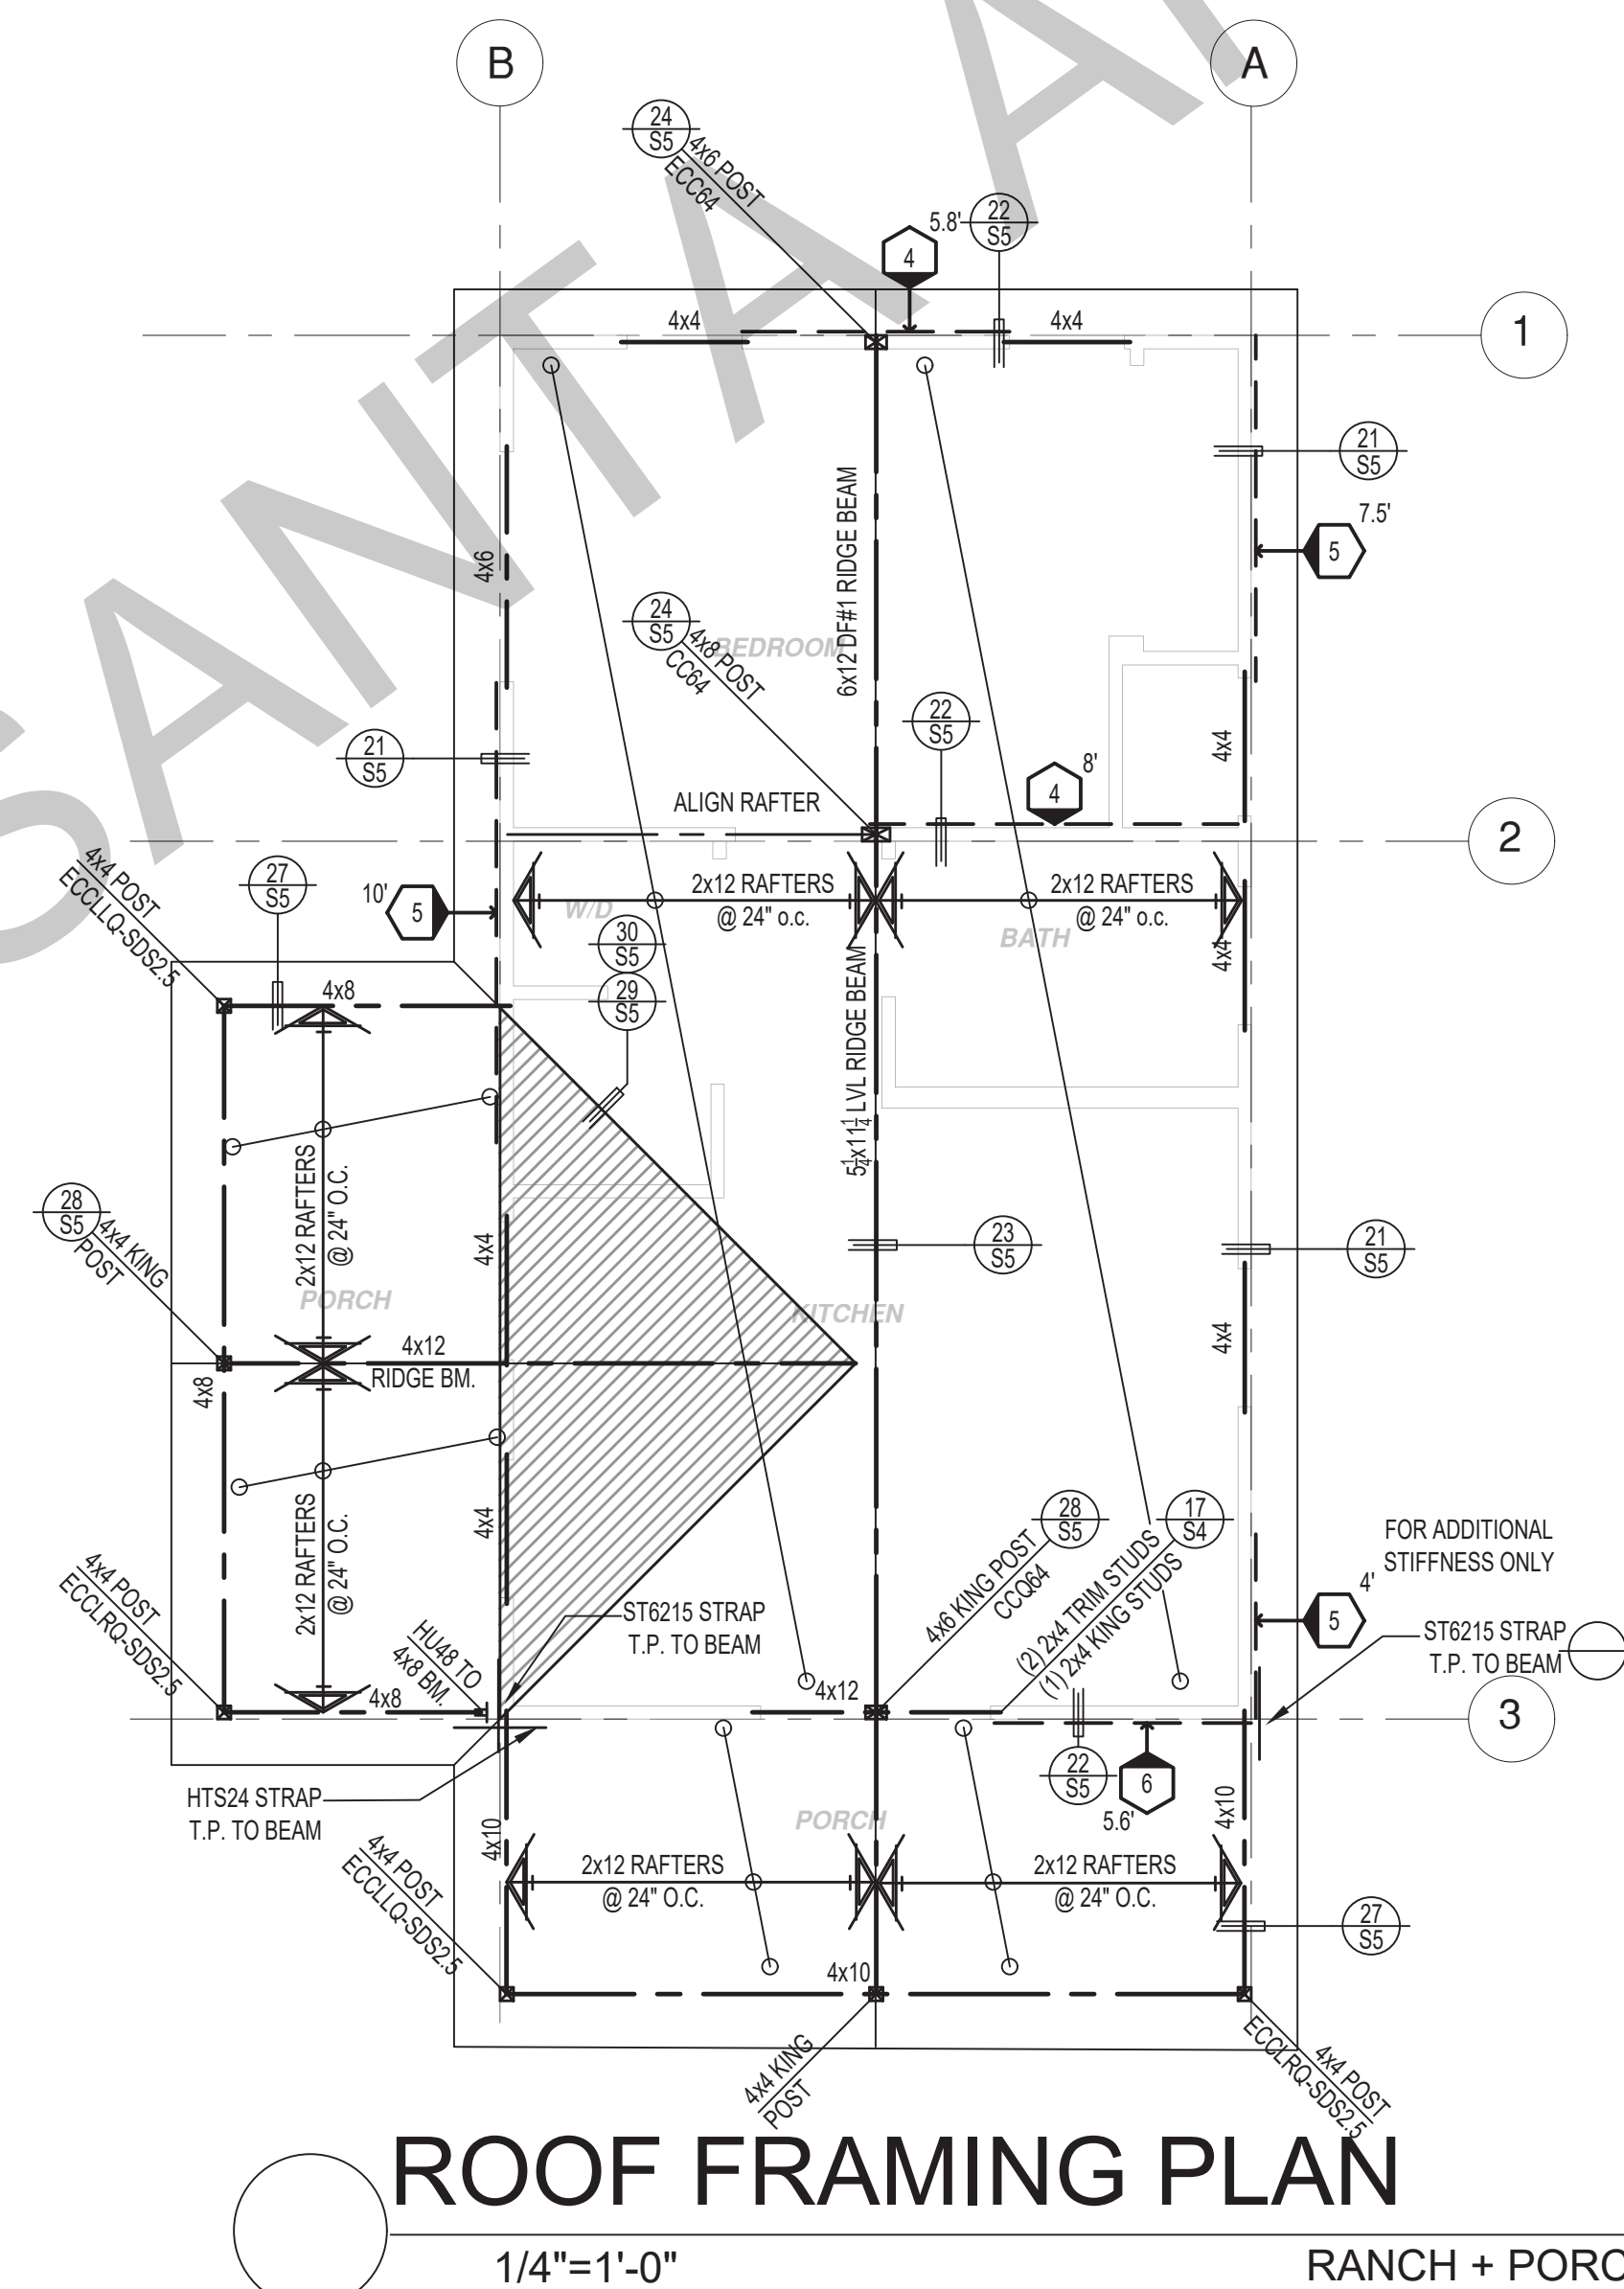 B
A
24
S5
4x6 POST
ECC64
5.8'
22
S5
4
4x4
4x4
1
21
S5
7.5'
5
4x6
6x12 DF#1 RIDGE BEAM
24
S5
4x8 POST
CC64
BEDROOM
22
S5
21
S5
4
8'
4x4
ALIGN RAFTER
2
4x4 POST
ECCLLQ-SDS2.5
27
S5
10'
5
2x12 RAFTERS
@ 24" o.c.
2x12 RAFTERS
@ 24" o.c.
W/D
BATH
4x4
30
S5
29
S5
4x8
5 1/4x11 1/4 LVL RIDGE BEAM
2x12 RAFTERS
@ 24" O.C.
28
S5
4x4 KING
POST
4x4
23
S5
21
S5
PORCH
KITCHEN
4x4
4x12
RIDGE BM.
4x8
2x12 RAFTERS
@ 24" O.C.
4x4
28
S5
4x6 KING POST
CCQ64
17
S4
(2) 2x4 TRIM STUDS
(1) 2x4 KING STUDS
FOR ADDITIONAL
STIFFNESS ONLY
4'
5
4x4 POST
ECCLRQ-SDS2.5
HU48 TO
4x8 BM.
ST6215 STRAP
T.P. TO BEAM
ST6215 STRAP
T.P. TO BEAM
4x8
4x12
3
22
S5
6
5.6'
HTS24 STRAP
T.P. TO BEAM
4x10
PORCH
4x10
4x4 POST
ECCLLQ-SDS2.5
2x12 RAFTERS
@ 24" O.C.
2x12 RAFTERS
@ 24" O.C.
27
S5
4x10
4x4 KING
POST
4x4 POST
ECCLRQ-SDS2.5
ROOF FRAMING PLAN
1/4"=1'-0"
RANCH + PORC
SANTA A